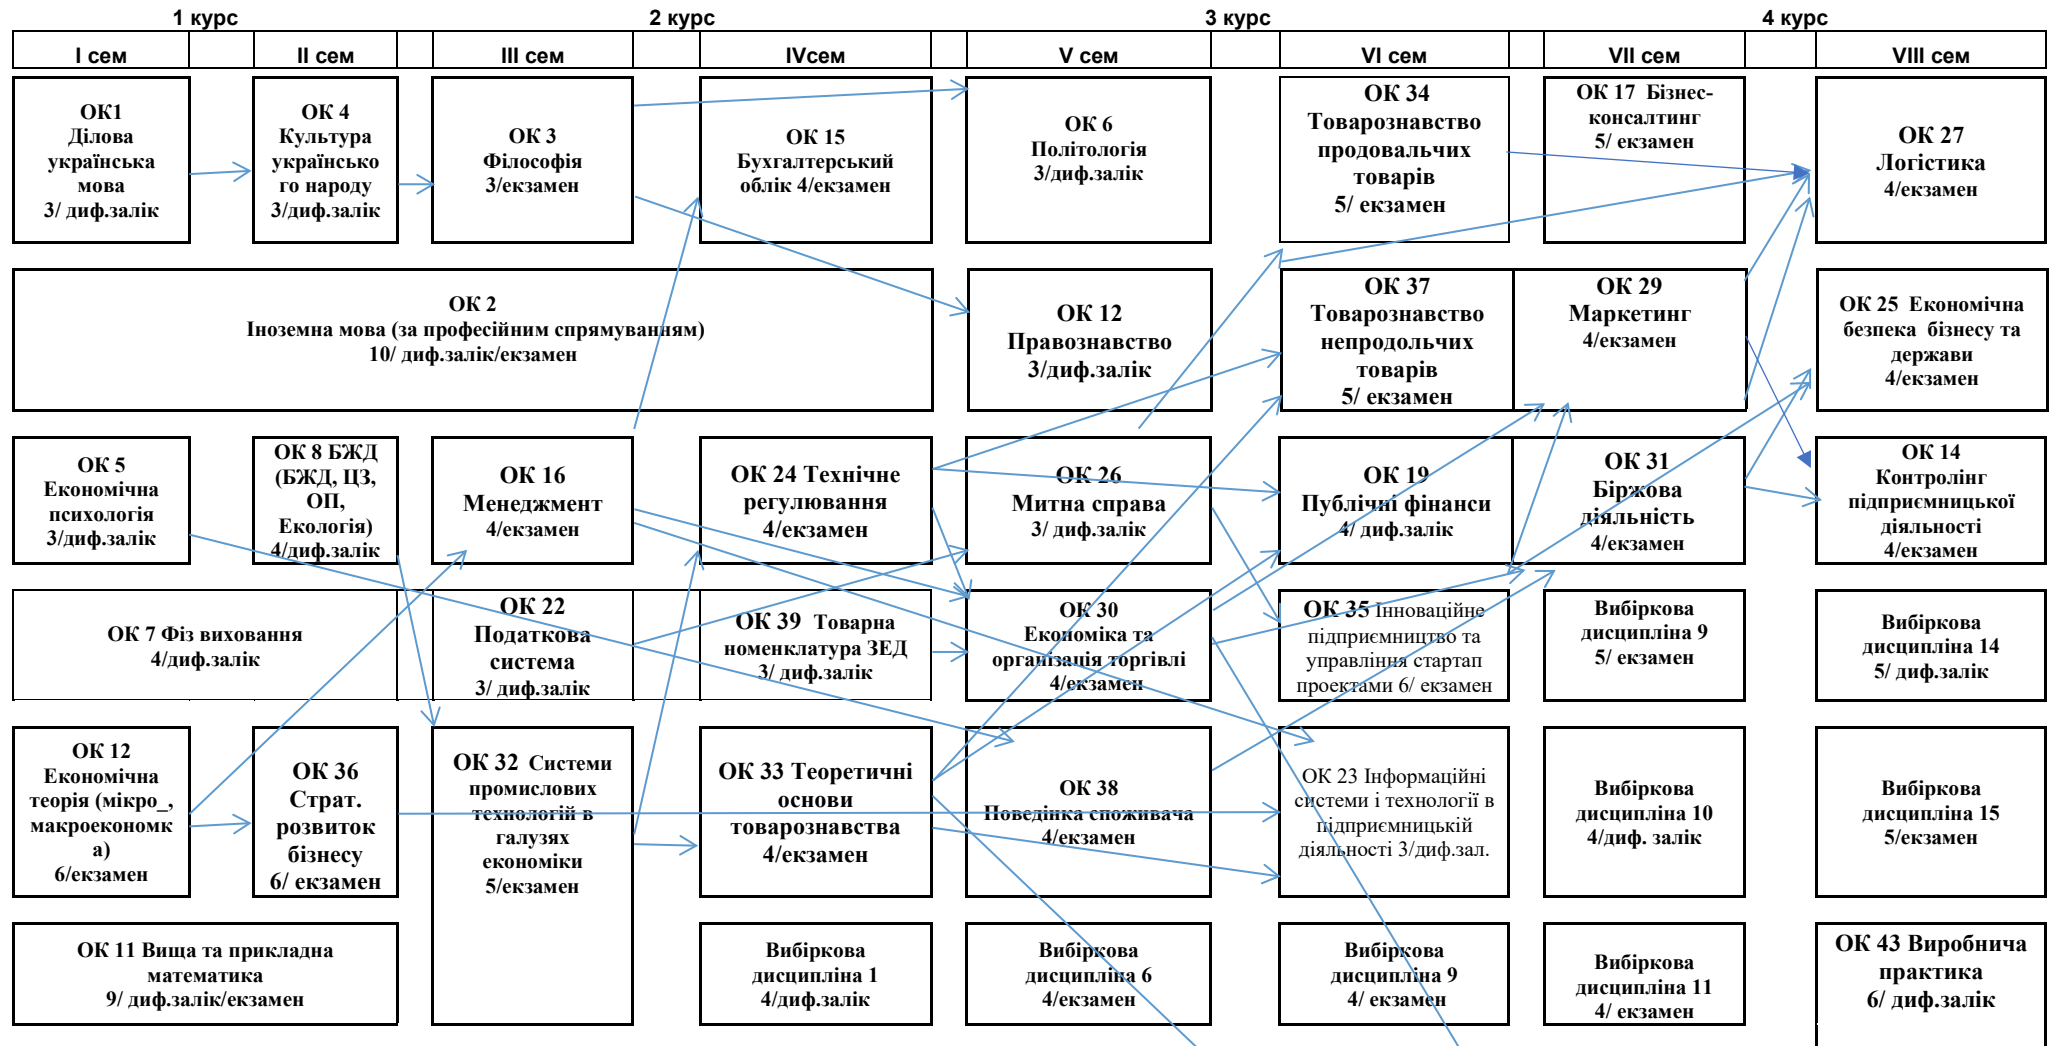 1 курс
2 курс
3 курс
4 курс
I сем
II сем
III сем
IVсем
V сем
VI сем
VII сем
VIII сем
ОК1
Ділова
українська
мова
3/ диф.залік
ОК 4
Культура
українсько
го народу
3/диф.залік
ОК 3
Філософія
3/екзамен
ОК 15
Бухгалтерський
облік 4/екзамен
ОК 6
Політологія
3/диф.залік
ОК 34
Товарознавство
продовальчих
товарів
5/ екзамен
ОК 17 Бізнес-
консалтинг
5/ екзамен
ОК 27
Логістика
4/екзамен
ОК 2
Іноземна мова (за професійним спрямуванням)
10/ диф.залік/екзамен
ОК 12
Правознавство
3/диф.залік
ОК 37
Товарознавство
непродольчих
товарів
5/ екзамен
ОК 29
Маркетинг
4/екзамен
ОК 25 Економічна
безпека бізнесу та
держави
4/екзамен
ОК 5
Економічна
психологія
3/диф.залік
ОК 8 БЖД
(БЖД, ЦЗ,
ОП,
Екологія)
4/диф.залік
ОК 16
Менеджмент
4/екзамен
ОК 24 Технічне
регулювання
4/екзамен
ОК 26
Митна справа
3/ диф.залік
ОК 19
Публічні фінанси
4/ диф.залік
ОК 31
Біржова
діяльність
4/екзамен
ОК 14
Контролінг
підприємницької
діяльності
4/екзамен
ОК 7 Фіз виховання
4/диф.залік
ОК 22
Податкова
система
3/ диф.залік
ОК 39 Товарна
номенклатура ЗЕД
3/ диф.залік
ОК 30
Економіка та
організація торгівлі
4/екзамен
ОК 35 Інноваційне
підприємництво та
управління стартап
проектами 6/ екзамен
Вибіркова
дисципліна 9
5/ екзамен
Вибіркова
дисципліна 14
5/ диф.залік
ОК 12
Економічна
теорія (мікро_,
макроекономк
а)
6/екзамен
ОК 36
Страт.
розвиток
бізнесу
6/ екзамен
ОК 32 Системи
промислових
технологій в
галузях
економіки
5/екзамен
ОК 33 Теоретичні
основи
товарознавства
4/екзамен
ОК 38
Поведінка споживача
4/екзамен
ОК 23 Інформаційні
системи і технології в
підприємницькій
діяльності 3/диф.зал.
Вибіркова
дисципліна 10
4/диф. залік
Вибіркова
дисципліна 15
5/екзамен
ОК 11 Вища та прикладна
математика
9/ диф.залік/екзамен
Вибіркова
дисципліна 1
4/диф.залік
Вибіркова
дисципліна 6
4/екзамен
Вибіркова
дисципліна 9
4/ екзамен
Вибіркова
дисципліна 11
4/ екзамен
ОК 43 Виробнича
практика
6/ диф.залік